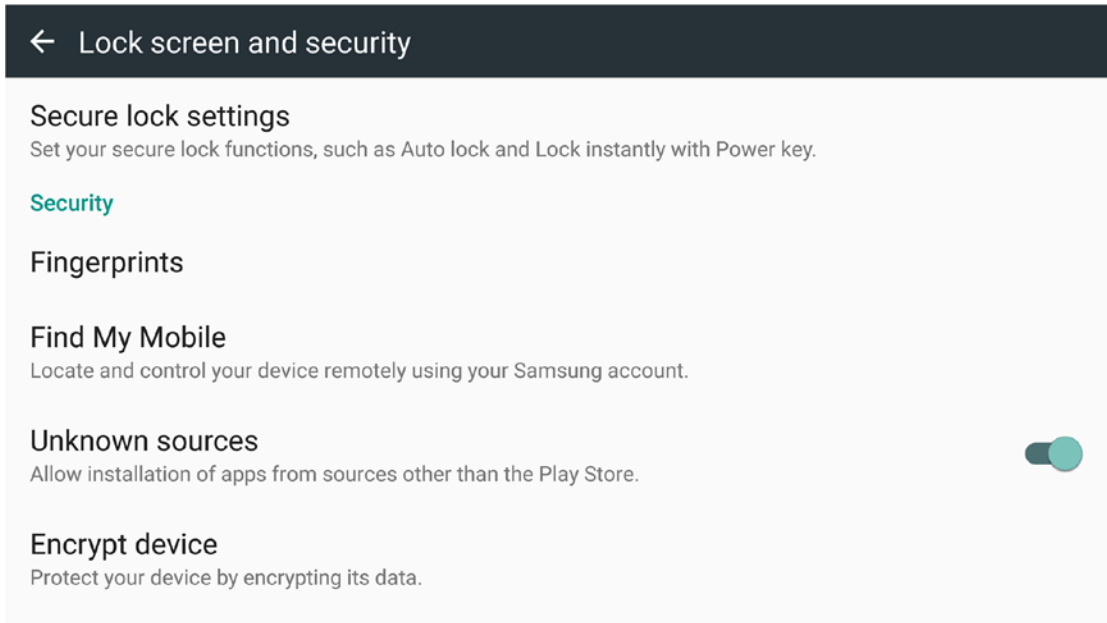 Lock screen and security
Secure lock settings
Set your secure lock functions, such as Auto lock and Lock instantly with Power key.
Security
Fingerprints
Find My Mobile
Locate and control your device remotely using your Samsung account.
Unknown sources
Allow installation of apps from sources other than the Play Store.
Encrypt device
Protect your device by encrypting its data.